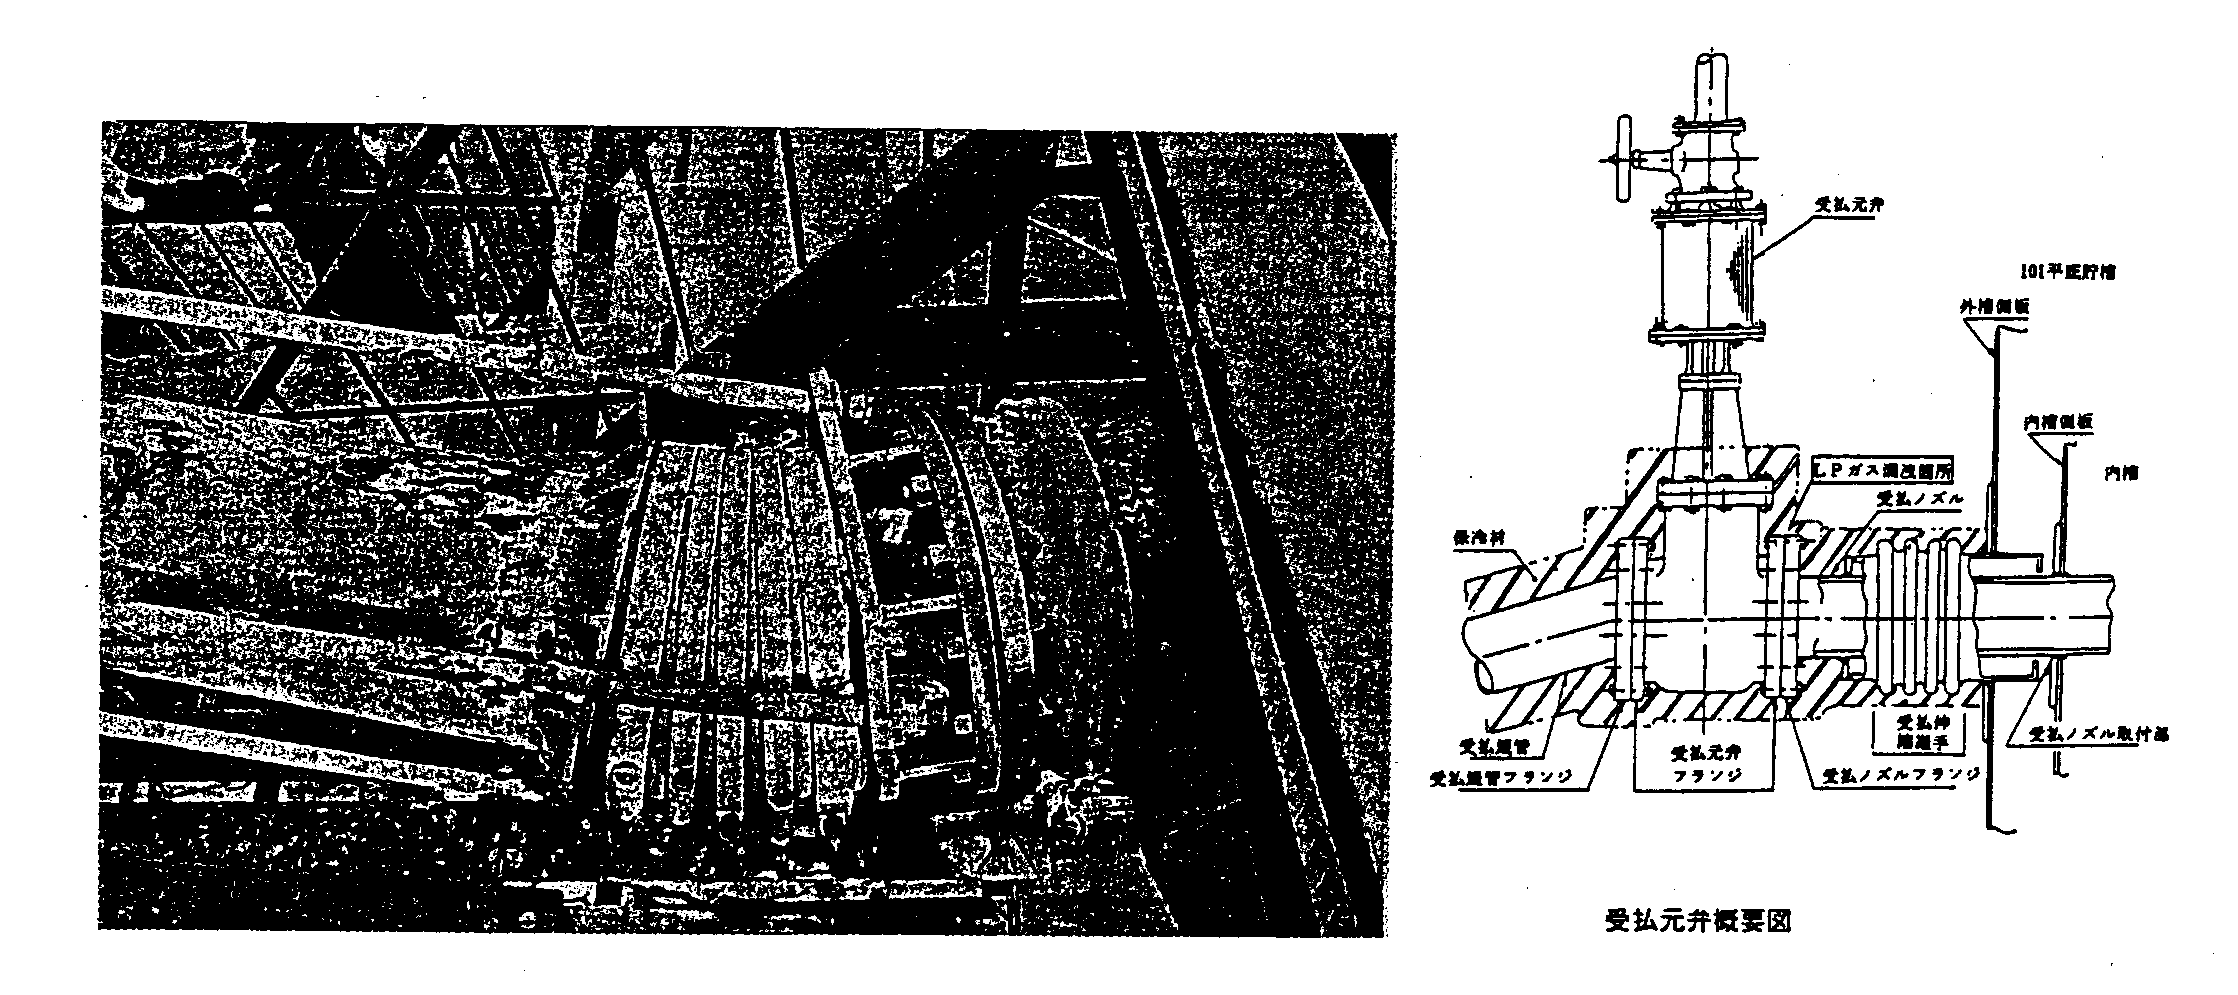 受払元弁
101平底貯槽
外槽側板
内槽側板
内槽
LPガス漏洩箇所
受払ノズル
保冷材
受払伸
縮継手
受払ノズル取付部
受払導管
受払元弁
フランジ
受払導管フランジ
受払ノズルフランジ
受払元弁概要図